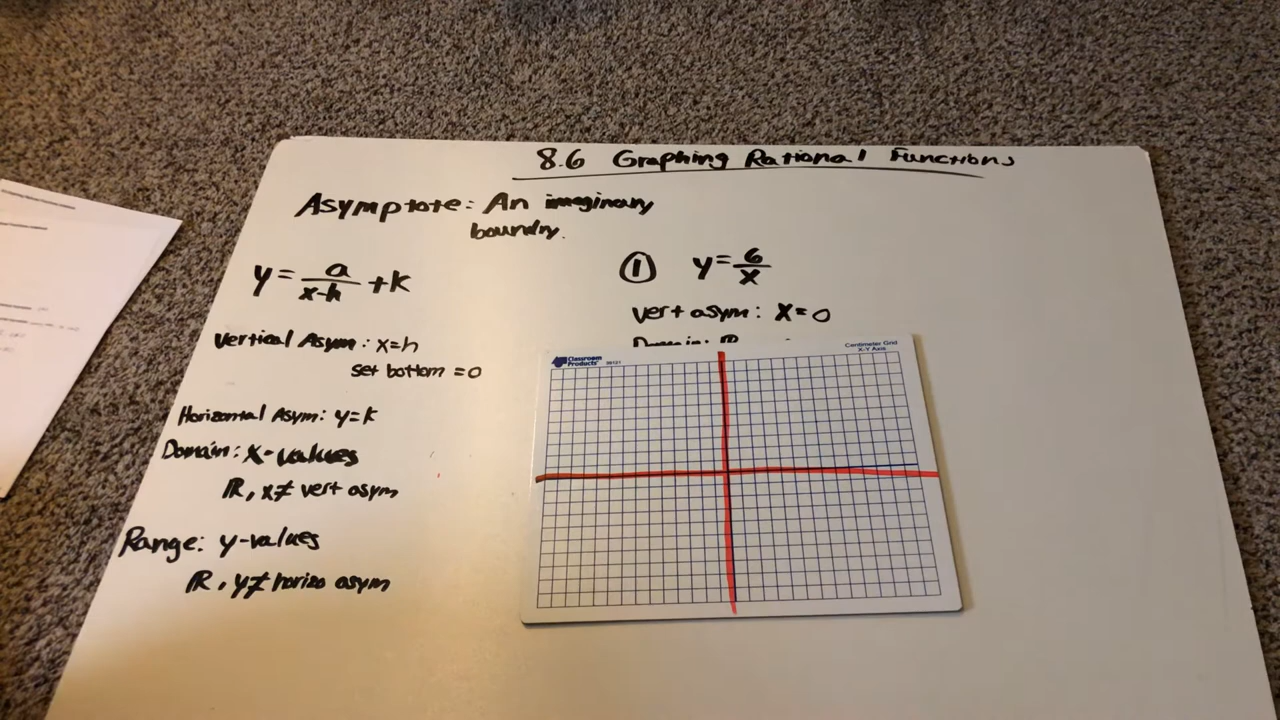 8.6 Graphing Rational Functions
Asymptote: An imaginary
boundry.
y = a/(x-h) + k
Vertical Asym: x=h
set bottom = 0
Horizontal Asym: y=k
Domain: x-values
ℝ, x≠ vert asym
Range: y-values
ℝ, y≠ horizo asym
① y = 6/x
vert asym: x=0
Domain: ℝ
Classroom
Products
Centimeter Grid
X-Y Axis